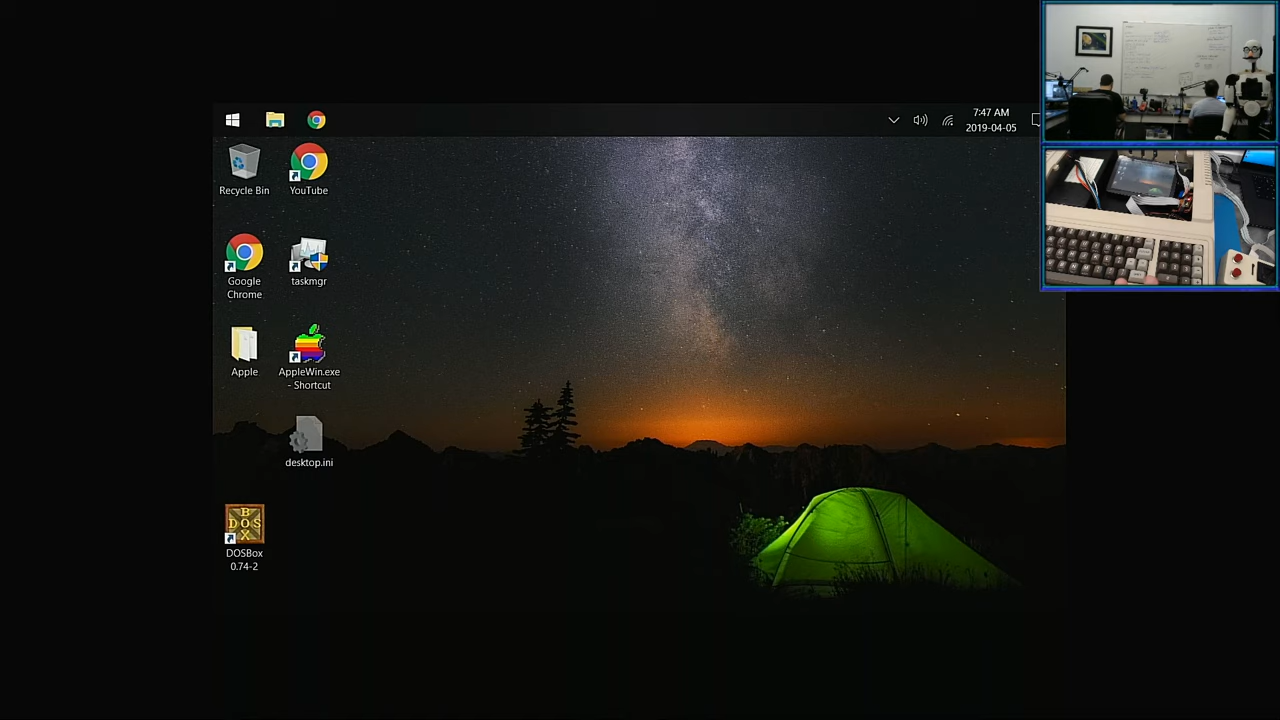 7:47 AM
2019-04-05
Recycle Bin
YouTube
Google
Chrome
taskmgr
Apple
AppleWin.exe
- Shortcut
desktop.ini
B
DOS
X
DOSBox
0.74-2